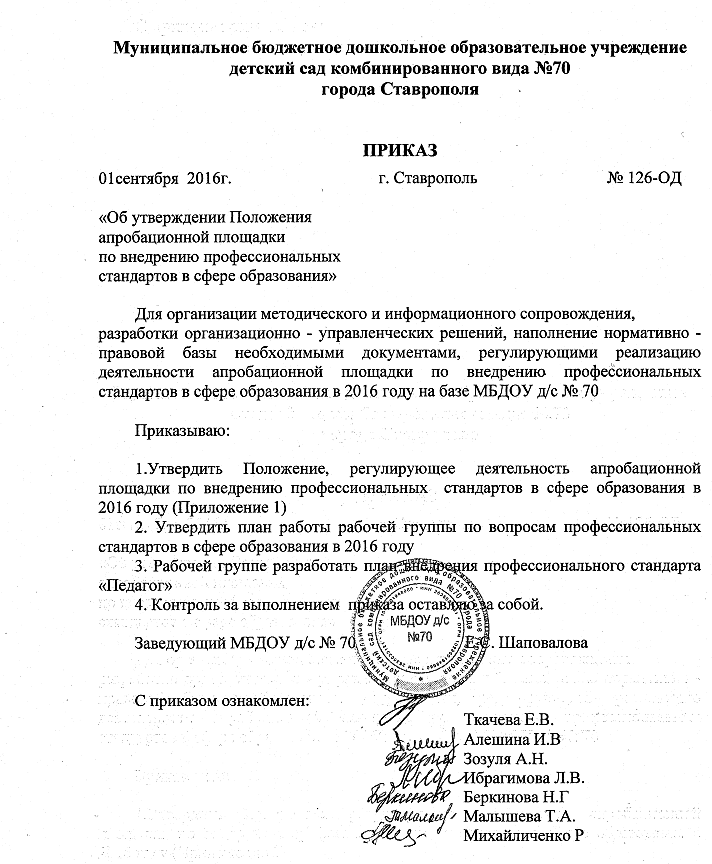 Муниципальное бюджетное дошкольное образовательное учреждение
детский сад комбинированного вида №70
города Ставрополя
ПРИКАЗ
01сентября 2016г. г. Ставрополь № 126-ОД
«Об утверждении Положения
апробационной площадки
по внедрению профессиональных
стандартов в сфере образования»
Для организации методического и информационного сопровождения,
разработки организационно - управленческих решений, наполнение нормативно -
правовой базы необходимыми документами, регулирующими реализацию
деятельности апробационной площадки по внедрению профессиональных
стандартов в сфере образования в 2016 году на базе МБДОУ д/с № 70
Приказываю:
1.Утвердить Положение, регулирующее деятельность апробационной
площадки по внедрению профессиональных стандартов в сфере образования в
2016 году (Приложение 1)
2. Утвердить план работы рабочей группы по вопросам профессиональных
стандартов в сфере образования в 2016 году
3. Рабочей группе разработать план внедрения профессионального стандарта
«Педагог»
4. Контроль за выполнением приказа оставляю за собой.
МБДОУ д/с
№70
Заведующий МБДОУ д/с № 70 Шаповалова
С приказом ознакомлен:
Ткачева Е.В.
Алешина И.В
Зозуля А.Н.
Ибрагимова Л.В.
Беркинова Беркинова Н.Г
Малышева Т.А.
Михайличенко Р